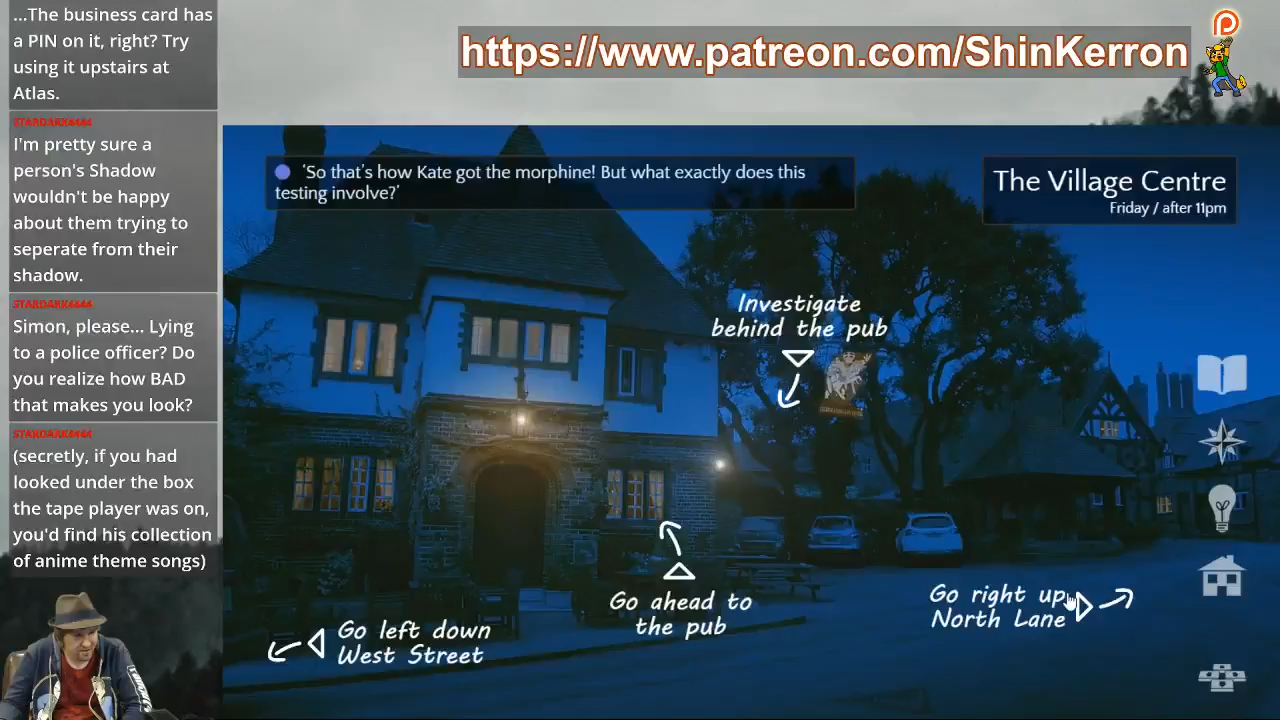 ...The business card has
a PIN on it, right? Try
using it upstairs at
Atlas.
STARDARK4444
I'm pretty sure a
person's Shadow
wouldn't be happy
about them trying to
seperate from their
shadow.
STARDARK4444
Simon, please... Lying
to a police officer? Do
you realize how BAD
that makes you look?
STARDARK4444
(secretly, if you had
looked under the box
the tape player was on,
you'd find his collection
of anime theme songs)
https://www.patreon.com/ShinKerron
'So that's how Kate got the morphine! But what exactly does this
testing involve?'
The Village Centre
Friday / after 11pm
Investigate
behind the pub
Go ahead to
the pub
Go right up
North Lane
Go left down
West Street